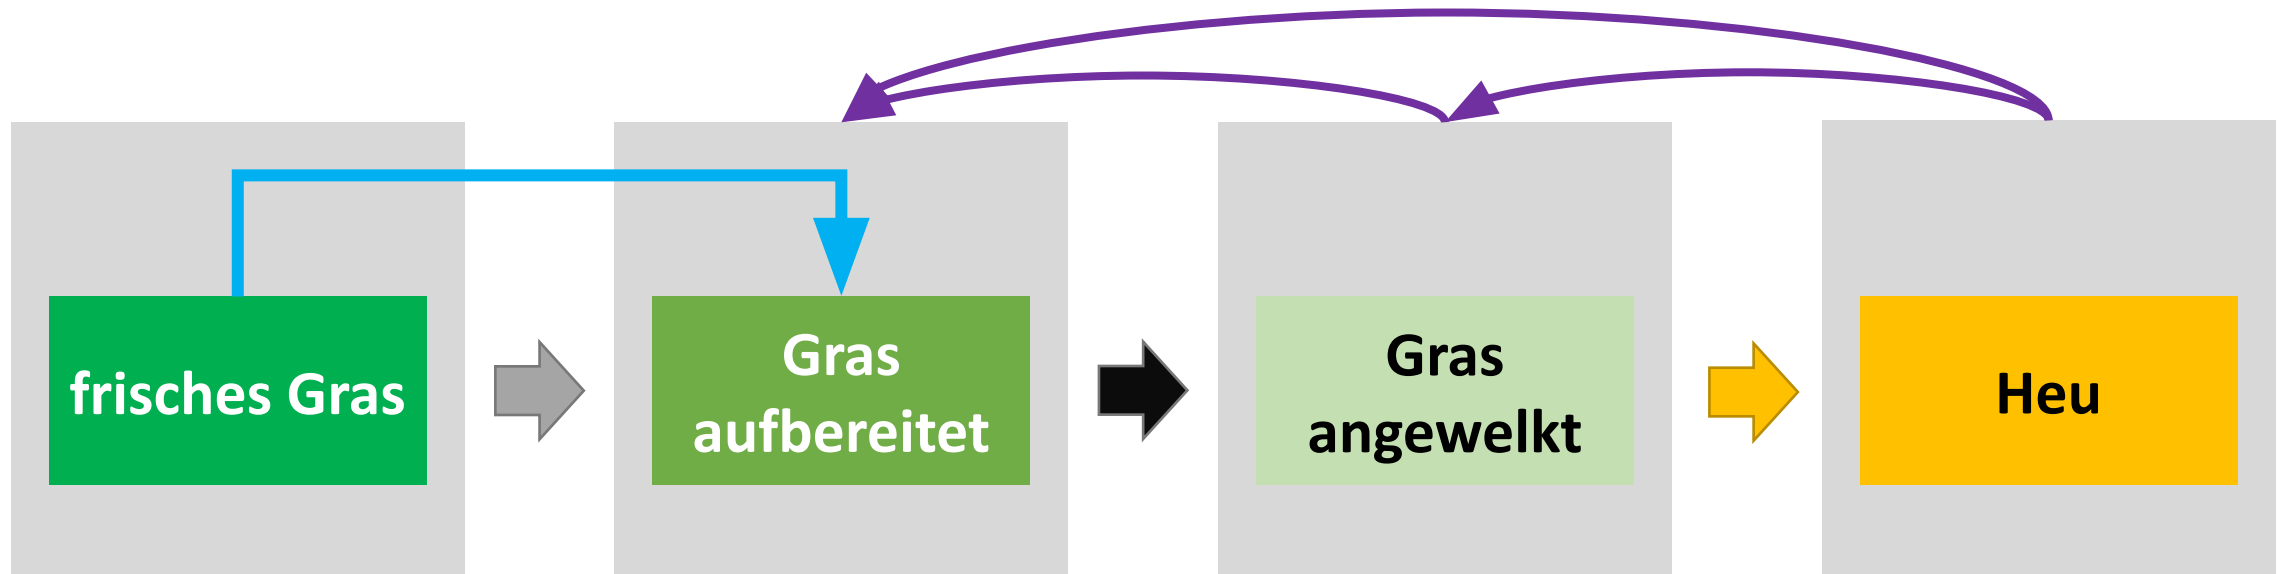 frisches Gras
Gras
aufbereitet
Gras
angewelkt
Heu